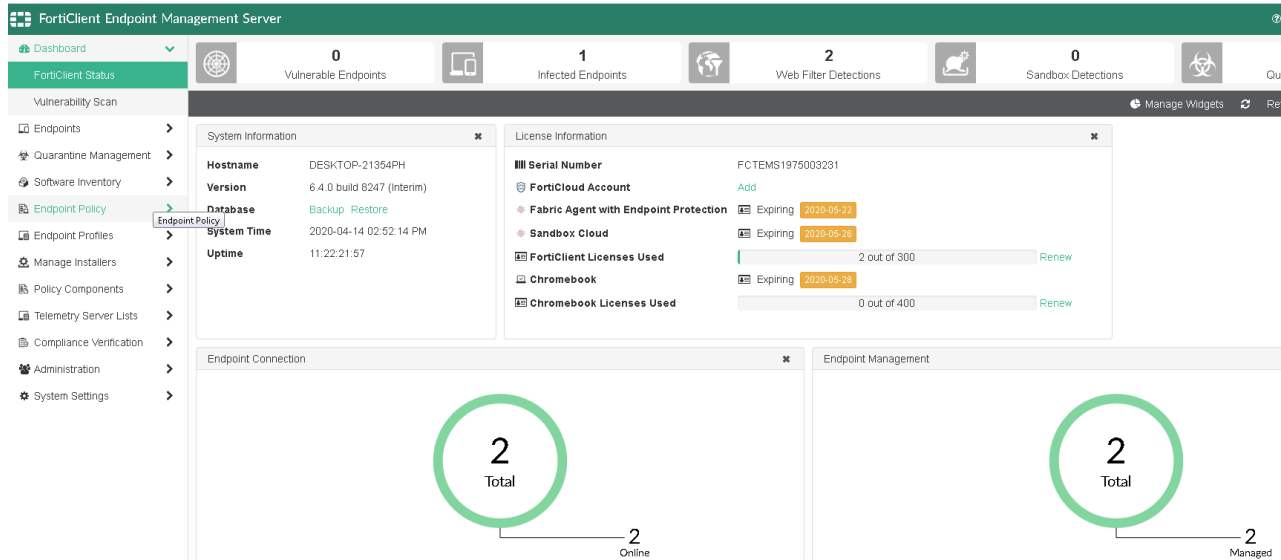 FortiClient Endpoint Management Server
Dashboard
FortiClient Status
Vulnerability Scan
Endpoints
Quarantine Management
Software Inventory
Endpoint Policy
Endpoint Policy
Endpoint Profiles
Manage Installers
Policy Components
Telemetry Server Lists
Compliance Verification
Administration
System Settings
0
Vulnerable Endpoints
1
Infected Endpoints
2
Web Filter Detections
0
Sandbox Detections
Qu
Manage Widgets Re
System Information
Hostname DESKTOP-21354PH
Version 6.4.0 build 8247 (Interim)
Database Backup Restore
System Time 2020-04-14 02:52:14 PM
Uptime 11:22:21:57
License Information
Serial Number FCTEMS1975003231
FortiCloud Account Add
Fabric Agent with Endpoint Protection Expiring 2020-05-22
Sandbox Cloud Expiring 2020-05-26
FortiClient Licenses Used 2 out of 300 Renew
Chromebook Expiring 2020-05-28
Chromebook Licenses Used 0 out of 400 Renew
Endpoint Connection
2
Total
2
Online
Endpoint Management
2
Total
2
Managed